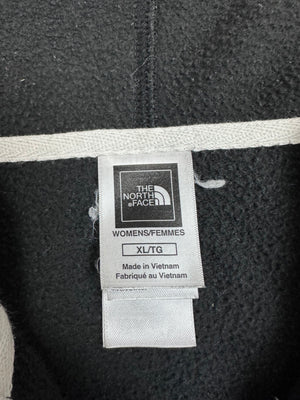 THE
NORTH
FACE
WOMENS/FEMMES
XL/TG
Made in Vietnam
Fabriqué au Vietnam